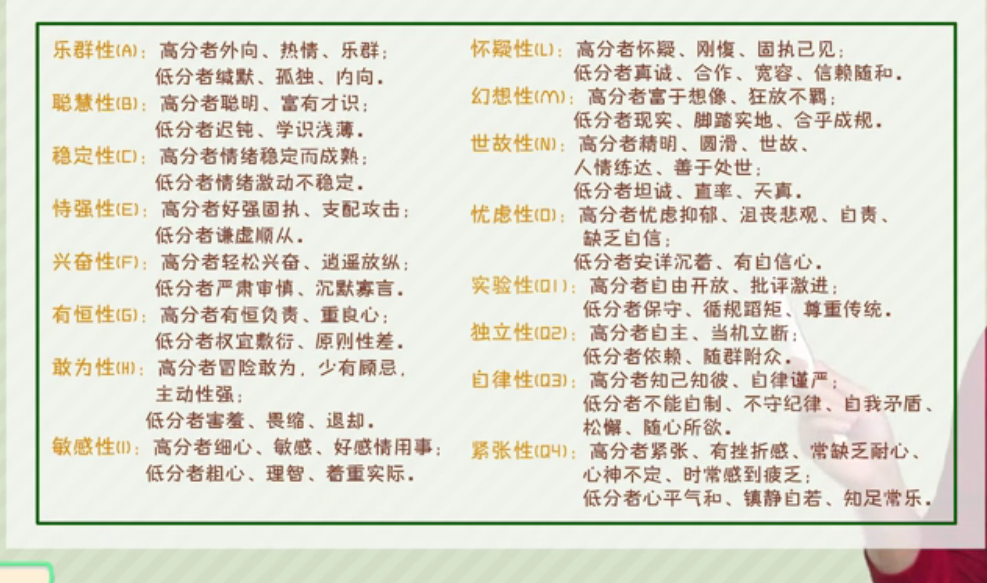 乐群性(A)：高分者外向、热情、乐群；
低分者缄默、孤独、内向。
聪慧性(B)：高分者聪明、富有才识；
低分者迟钝、学识浅薄。
稳定性(C)：高分者情绪稳定而成熟；
低分者情绪激动不稳定。
恃强性(E)：高分者好强固执、支配攻击；
低分者谦虚顺从。
兴奋性(F)：高分者轻松兴奋、逍遥放纵；
低分者严肃审慎、沉默寡言。
有恒性(G)：高分者有恒负责、重良心；
低分者权宜敷衍、原则性差。
敢为性(H)：高分者冒险敢为，少有顾忌，
主动性强；
低分者害羞、畏缩、退却。
敏感性(I)：高分者细心、敏感、好感情用事；
低分者粗心、理智、着重实际。
怀疑性(L)：高分者怀疑、刚愎、固执己见；
低分者真诚、合作、宽容、信赖随和。
幻想性(M)：高分者富于想像、狂放不羁；
低分者现实、脚踏实地、合乎成规。
世故性(N)：高分者精明、圆滑、世故、
人情练达、善于处世；
低分者坦诚、直率、天真。
忧虑性(O)：高分者忧虑抑郁、沮丧悲观、自责、
缺乏自信；
低分者安详沉着、有自信心。
实验性(Q1)：高分者自由开放、批评激进；
低分者保守、循规蹈矩、尊重传统。
独立性(Q2)：高分者自主、当机立断；
低分者依赖、随群附众。
自律性(Q3)：高分者知己知彼、自律谨严；
低分者不能自制、不守纪律、自我矛盾、
松懈、随心所欲。
紧张性(Q4)：高分者紧张、有挫折感、常缺乏耐心、
心神不定、时常感到疲乏；
低分者心平气和、镇静自若、知足常乐。